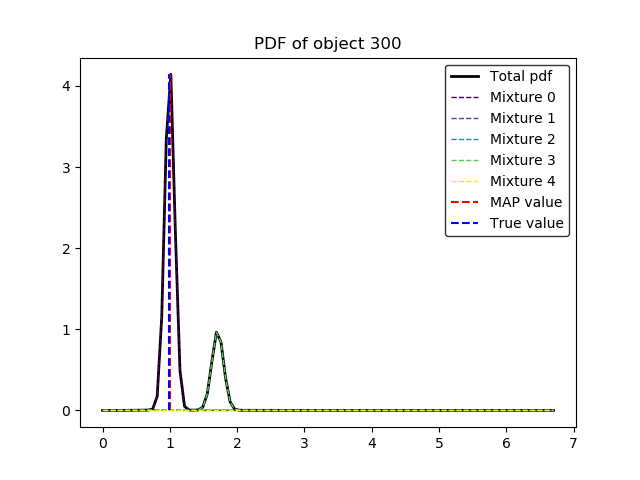 PDF of object 300
Total pdf
Mixture 0
Mixture 1
Mixture 2
Mixture 3
Mixture 4
MAP value
True value
4
3
2
1
0
0 1 2 3 4 5 6 7